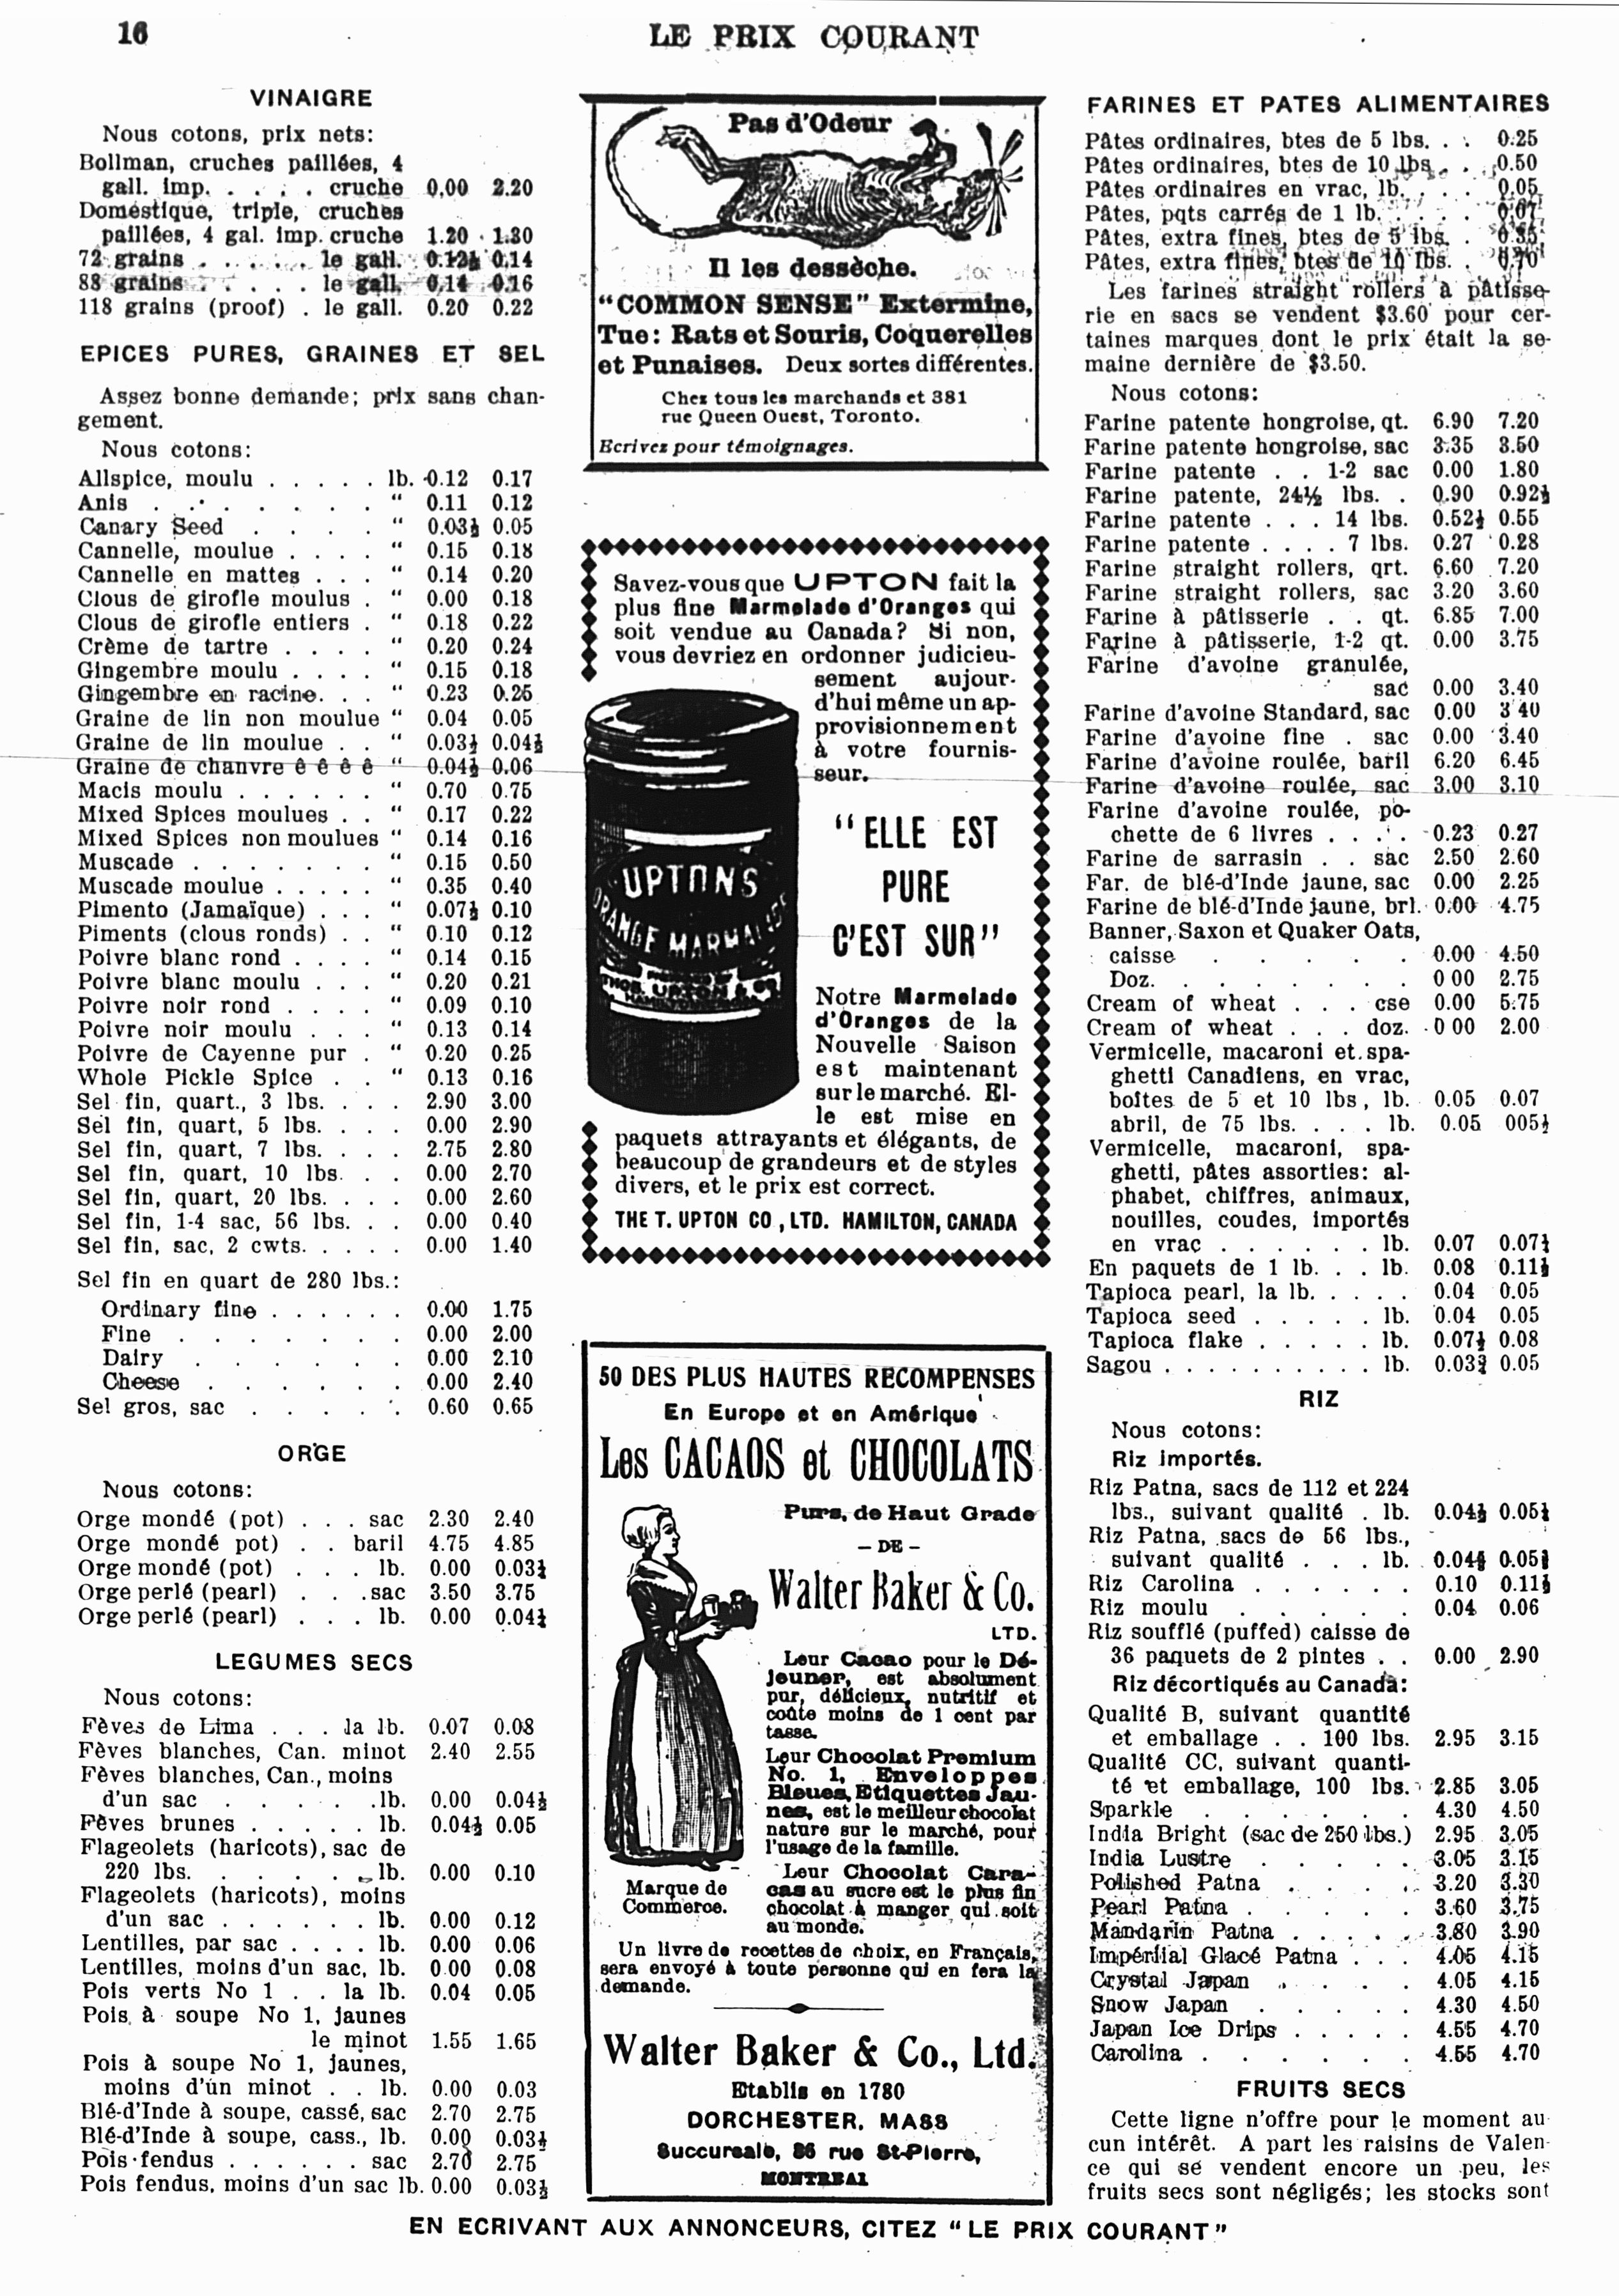 16
LE PRIX COURANT
VINAIGRE
Nous cotons, prix nets:
Bollman, cruches paillées, 4
gall. imp. . . . . cruche 0.00 2.20
Domestique, triple, cruches
paillées, 4 gal. imp. cruche 1.20 1.30
72 grains . . . . . . le gall. 0.12½ 0.14
88 grains . . . . . le gall. 0.14 0.16
118 grains (proof) . le gall. 0.20 0.22
EPICES PURES, GRAINES ET SEL
Assez bonne demande; prix sans chan-
gement.
Nous cotons:
Allspice, moulu . . . . . lb. 0.12 0.17
Anis . . . . . . . “ 0.11 0.12
Canary Seed . . . . “ 0.03½ 0.05
Cannelle, moulue . . . . “ 0.15 0.18
Cannelle en mattes . . . “ 0.14 0.20
Clous de girofle moulus . “ 0.00 0.18
Clous de girofle entiers . “ 0.18 0.22
Crème de tartre . . . . “ 0.20 0.24
Gingembre moulu . . . . “ 0.15 0.18
Gingembre en racine. . . “ 0.23 0.25
Graine de lin non moulue “ 0.04 0.05
Graine de lin moulue . . “ 0.03½ 0.04½
Graine de chanvre ê ê ê ê “ 0.04½ 0.06
Macis moulu . . . . . . “ 0.70 0.75
Mixed Spices moulues . . “ 0.17 0.22
Mixed Spices non moulues “ 0.14 0.16
Muscade . . . . . . . “ 0.15 0.50
Muscade moulue . . . . . “ 0.35 0.40
Pimento (Jamaïque) . . . “ 0.07½ 0.10
Piments (clous ronds) . . “ 0.10 0.12
Poivre blanc rond . . . . “ 0.14 0.15
Poivre blanc moulu . . . “ 0.20 0.21
Poivre noir rond . . . . “ 0.09 0.10
Poivre noir moulu . . . “ 0.13 0.14
Poivre de Cayenne pur . “ 0.20 0.25
Whole Pickle Spice . . “ 0.13 0.16
Sel fin, quart., 3 lbs. . . . 2.90 3.00
Sel fin, quart, 5 lbs. . . . 0.00 2.90
Sel fin, quart, 7 lbs. . . . 2.75 2.80
Sel fin, quart, 10 lbs. . . 0.00 2.70
Sel fin, quart, 20 lbs. . . . 0.00 2.60
Sel fin, 1-4 sac, 56 lbs. . . 0.00 0.40
Sel fin, sac, 2 cwts. . . . . 0.00 1.40
Sel fin en quart de 280 lbs.:
Ordinary fine . . . . . . 0.00 1.75
Fine . . . . . . . 0.00 2.00
Dairy . . . . . . 0.00 2.10
Cheese . . . . . . 0.00 2.40
Sel gros, sac . . . . . 0.60 0.65
ORGE
Nous cotons:
Orge mondé (pot) . . . sac 2.30 2.40
Orge mondé pot) . . baril 4.75 4.85
Orge mondé (pot) . . . lb. 0.00 0.03½
Orge perlé (pearl) . . . sac 3.50 3.75
Orge perlé (pearl) . . . lb. 0.00 0.04½
LEGUMES SECS
Nous cotons:
Fèves de Lima . . . la lb. 0.07 0.08
Fèves blanches, Can. minot 2.40 2.55
Fèves blanches, Can., moins
d'un sac . . . . . .lb. 0.00 0.04½
Fèves brunes . . . . . lb. 0.04½ 0.05
Flageolets (haricots), sac de
220 lbs. . . . . . lb. 0.00 0.10
Flageolets (haricots), moins
d'un sac . . . . . . lb. 0.00 0.12
Lentilles, par sac . . . . lb. 0.00 0.06
Lentilles, moins d'un sac, lb. 0.00 0.08
Pois verts No 1 . . la lb. 0.04 0.05
Pois à soupe No 1, jaunes
le minot 1.55 1.65
Pois à soupe No 1, jaunes,
moins d'un minot . . lb. 0.00 0.03
Blé-d'Inde à soupe, cassé, sac 2.70 2.75
Blé-d'Inde à soupe, cass., lb. 0.00 0.03½
Pois fendus . . . . . . sac 2.70 2.75
Pois fendus, moins d'un sac lb. 0.00 0.03½
Pas d'Odeur
Il les dessèche.
“COMMON SENSE” Extermine,
Tue: Rats et Souris, Coquerelles
et Punaises. Deux sortes différentes.
Chez tous les marchands et 381
rue Queen Ouest, Toronto.
Ecrivez pour témoignages.
Savez-vous que UPTON fait la
plus fine Marmelade d'Oranges qui
soit vendue au Canada? Si non,
vous devriez en ordonner judicieu-
sement aujour-
d'hui même un ap-
provisionnement
à votre fournis-
seur.
“ELLE EST
PURE
C'EST SUR”
UPTONS
ORANGE MARMALADE
THOS. UPTON & CO
Notre Marmelade
d'Oranges de la
Nouvelle Saison
est maintenant
sur le marché. El-
le est mise en
paquets attrayants et élégants, de
beaucoup de grandeurs et de styles
divers, et le prix est correct.
THE T. UPTON CO , LTD. HAMILTON, CANADA
50 DES PLUS HAUTES RECOMPENSES
En Europe et en Amérique
Les CACAOS et CHOCOLATS
Purs, de Haut Grade
– DE –
Walter Baker & Co.
LTD.
Leur Cacao pour le Dé-
jeuner, est absolument
pur, délicieux, nutritif et
coûte moins de 1 cent par
tasse.
Leur Chocolat Premium
No. 1, Enveloppes
Bleues, Etiquettes Jau-
nes, est le meilleur chocolat
nature sur le marché, pour
l'usage de la famille.
Leur Chocolat Cara-
cas au sucre est le plus fin
chocolat à manger qui soit
au monde.
Marque de
Commerce.
Un livre de recettes de choix, en Français,
sera envoyé à toute personne qui en fera la
demande.
Walter Baker & Co., Ltd.
Etablis en 1780
DORCHESTER, MASS
Succursale, 86 rue St-Pierre,
MONTREAL
FARINES ET PATES ALIMENTAIRES
Pâtes ordinaires, btes de 5 lbs. . . 0.25
Pâtes ordinaires, btes de 10 lbs . . 0.50
Pâtes ordinaires en vrac, lb. . . . 0.05
Pâtes, pqts carrés de 1 lb. . . . . 0.07
Pâtes, extra fines, btes de 5 lbs. . 0.35
Pâtes, extra fines, btes de 10 lbs. . 0.70
Les farines straight rollers à pâtisse-
rie en sacs se vendent $3.60 pour cer-
taines marques dont le prix était la se-
maine dernière de $3.50.
Nous cotons:
Farine patente hongroise, qt. 6.90 7.20
Farine patente hongroise, sac 3.35 3.50
Farine patente . . 1-2 sac 0.00 1.80
Farine patente, 24½ lbs. . 0.90 0.92½
Farine patente . . . 14 lbs. 0.52½ 0.55
Farine patente . . . . 7 lbs. 0.27 0.28
Farine straight rollers, qrt. 6.60 7.20
Farine straight rollers, sac 3.20 3.60
Farine à pâtisserie . . qt. 6.85 7.00
Farine à pâtisserie, 1-2 qt. 0.00 3.75
Farine d'avoine granulée,
sac 0.00 3.40
Farine d'avoine Standard, sac 0.00 3 40
Farine d'avoine fine . sac 0.00 3.40
Farine d'avoine roulée, baril 6.20 6.45
Farine d'avoine roulée, sac 3.00 3.10
Farine d'avoine roulée, po-
chette de 6 livres . . . . 0.23 0.27
Farine de sarrasin . . sac 2.50 2.60
Far. de blé-d'Inde jaune, sac 0.00 2.25
Farine de blé-d'Inde jaune, brl. 0.00 4.75
Banner, Saxon et Quaker Oats,
caisse . . . . . 0.00 4.50
Doz. . . . . . . . 0 00 2.75
Cream of wheat . . . cse 0.00 5.75
Cream of wheat . . . doz. 0 00 2.00
Vermicelle, macaroni et spa-
ghetti Canadiens, en vrac,
boîtes de 5 et 10 lbs, lb. 0.05 0.07
abril, de 75 lbs. . . . lb. 0.05 005½
Vermicelle, macaroni, spa-
ghetti, pâtes assorties: al-
phabet, chiffres, animaux,
nouilles, coudes, importés
en vrac . . . . . . lb. 0.07 0.07½
En paquets de 1 lb. . . lb. 0.08 0.11½
Tapioca pearl, la lb. . . . . 0.04 0.05
Tapioca seed . . . . . lb. 0.04 0.05
Tapioca flake . . . . . lb. 0.07½ 0.08
Sagou . . . . . . . . . . lb. 0.03¾ 0.05
RIZ
Nous cotons:
Riz importés.
Riz Patna, sacs de 112 et 224
lbs., suivant qualité . lb.
Riz Patna, sacs de 56 lbs.,
suivant qualité . . . lb.
Riz Carolina . . . . . . 0.10 0.11½
Riz moulu . . . . . 0.04 0.06
Riz soufflé (puffed) caisse de
36 paquets de 2 pintes . . 0.00 2.90
Riz décortiqués au Canada:
Qualité B, suivant quantité
et emballage . . 100 lbs. 2.95 3.15
Qualité CC, suivant quanti-
té et emballage, 100 lbs. 2.85 3.05
Sparkle . . . . . . 4.30 4.50
India Bright (sac de 250 lbs.) 2.95 3.05
India Lustre . . . . . 3.05 3.15
Polished Patna . . . . 3.20 3.30
Pearl Patna . . . . . 3.60 3.75
Mandarin Patna . . . . . 3.80 3.90
Impérial Glacé Patna . . . 4.05 4.15
Crystal Japan . . . . 4.05 4.15
Snow Japan . . . . . 4.30 4.50
Japan Ice Drips . . . . . 4.55 4.70
Carolina . . . . . . 4.55 4.70
FRUITS SECS
Cette ligne n'offre pour le moment au
cun intérêt. A part les raisins de Valen-
ce qui se vendent encore un peu, les
fruits secs sont négligés; les stocks sont
EN ECRIVANT AUX ANNONCEURS, CITEZ “LE PRIX COURANT”